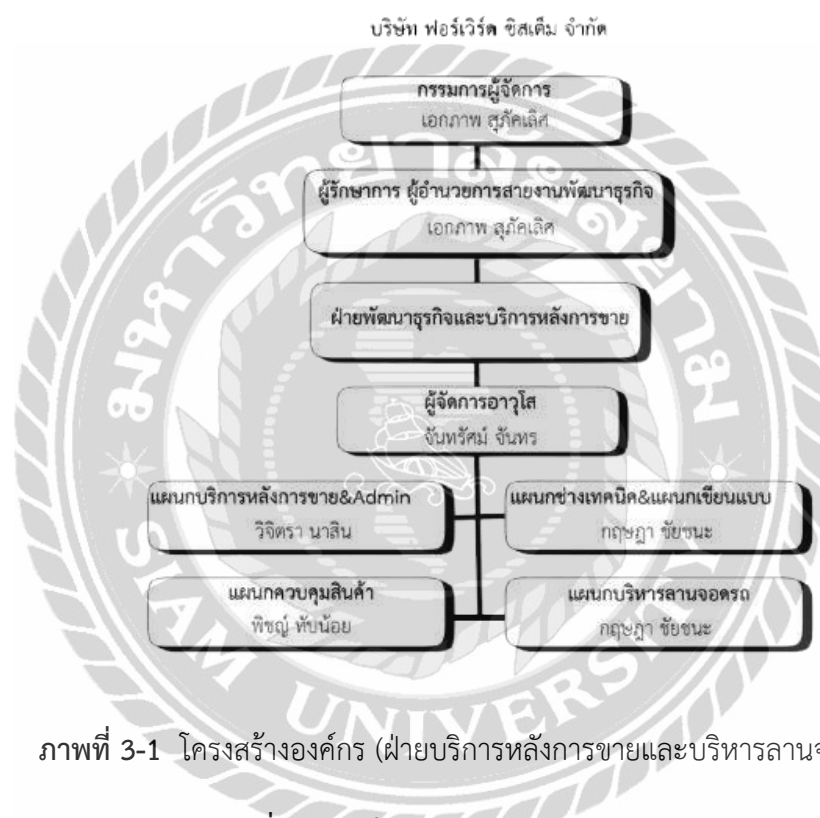 บริษัท ฟอร์เวิร์ด ซิสเต็ม จำกัด
กรรมการผู้จัดการ
เอกภาพ สุภัคเลิศ
ผู้รักษาการ ผู้อำนวยการสายงานพัฒนาธุรกิจ
เอกภาพ สุภัคเลิศ
ฝ่ายพัฒนาธุรกิจและบริการหลังการขาย
ผู้จัดการอาวุโส
จันทรัศม์ จันทร
แผนกบริการหลังการขาย&Admin
วิจิตรา นาสิน
แผนกช่างเทคนิค&แผนกเขียนแบบ
กฤษฎา ชัยชนะ
แผนกควบคุมสินค้า
พิชญ์ ทับน้อย
แผนกบริหารลานจอดรถ
กฤษฎา ชัยชนะ
มหาวิทยาลัยสยาม
SIAM UNIVERSITY
ภาพที่ 3-1 โครงสร้างองค์กร (ฝ่ายบริการหลังการขายและบริหารลาน